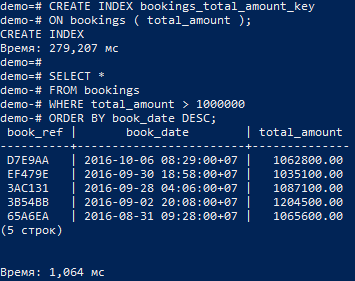 demo=# CREATE INDEX bookings_total_amount_key
demo-# ON bookings ( total_amount );
CREATE INDEX
Время: 279,207 мс
demo=#
demo=# SELECT *
demo-# FROM bookings
demo-# WHERE total_amount > 1000000
demo-# ORDER BY book_date DESC;
 book_ref |       book_date        | total_amount
----------+------------------------+--------------
 D7E9AA   | 2016-10-06 08:29:00+07 |   1062800.00
 EF479E   | 2016-09-30 18:58:00+07 |   1035100.00
 3AC131   | 2016-09-28 04:06:00+07 |   1087100.00
 3B54BB   | 2016-09-02 20:08:00+07 |   1204500.00
 65A6EA   | 2016-08-31 09:28:00+07 |   1065600.00
(5 строк)
Время: 1,064 мс